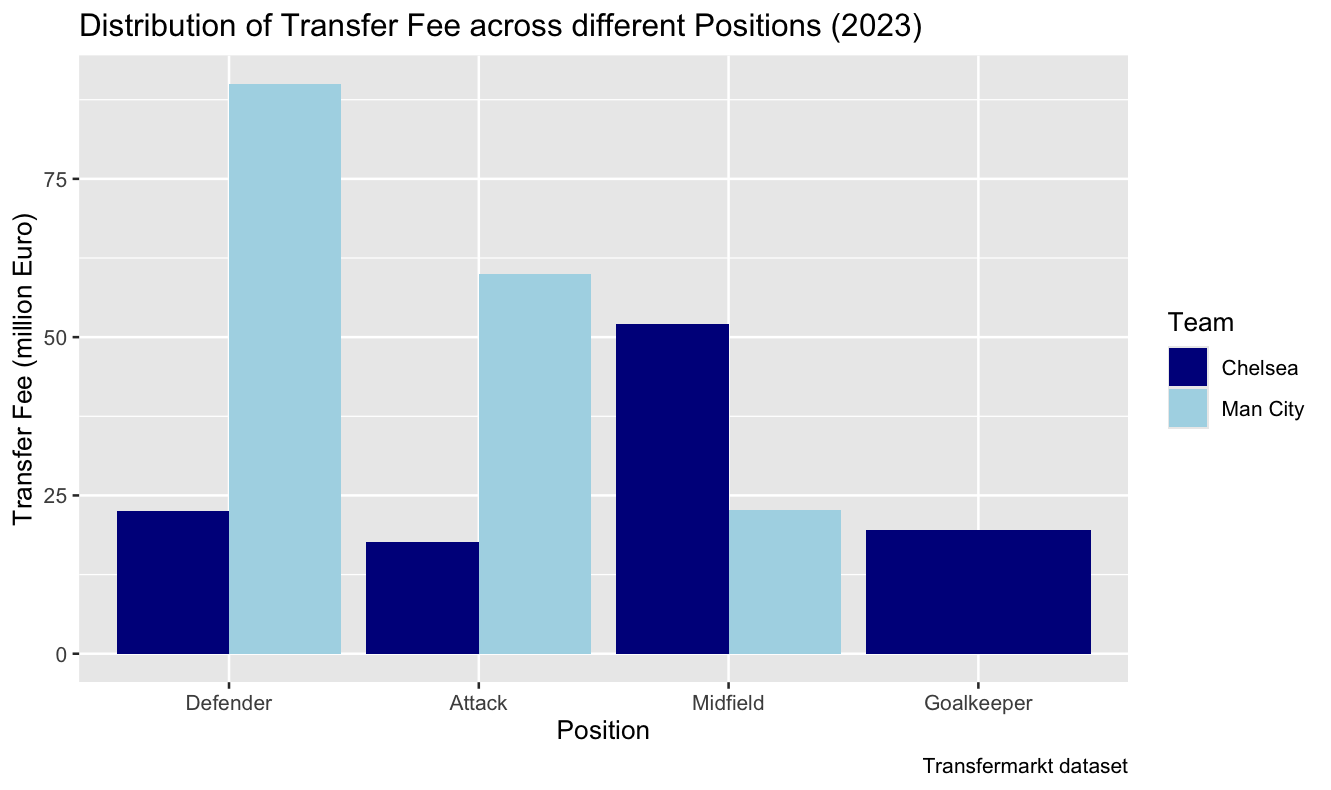 Distribution of Transfer Fee across different Positions (2023)
Transfer Fee (million Euro)
75
50
25
0
Defender Attack Midfield Goalkeeper
Position
Team
Chelsea
Man City
Transfermarkt dataset